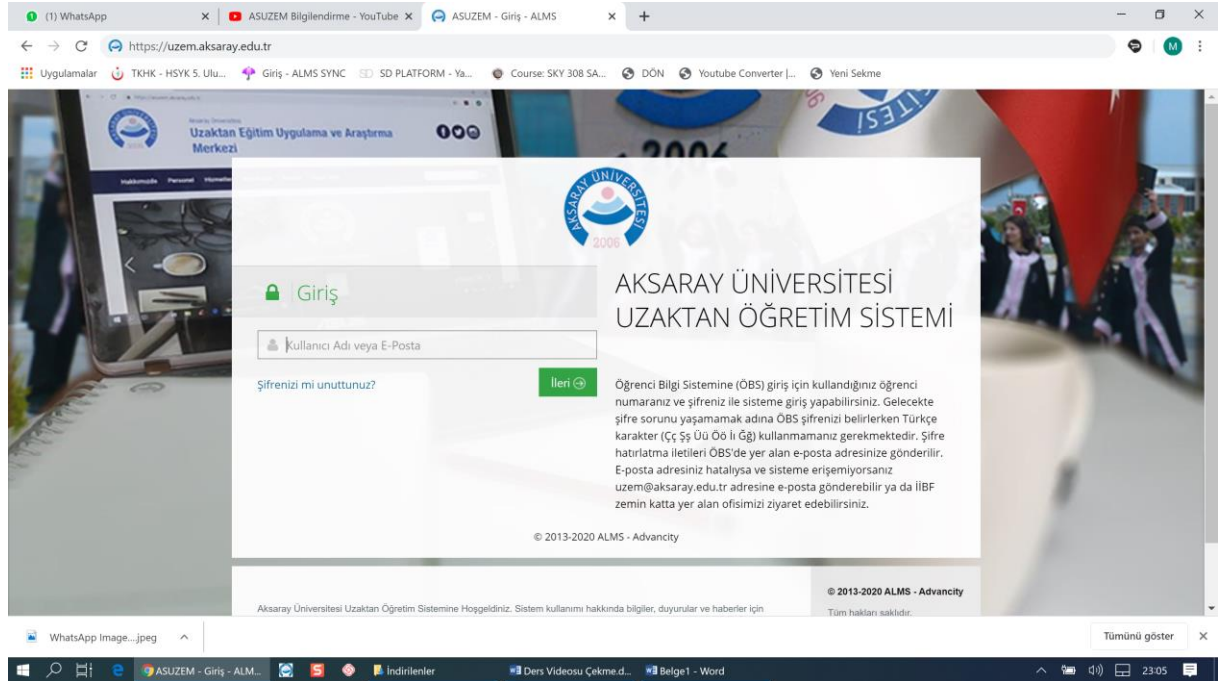 (1) WhatsApp
ASUZEM Bilgilendirme - YouTube
ASUZEM - Giriş - ALMS
https://uzem.aksaray.edu.tr
M
Uygulamalar
TKHK - HSYK 5. Ulu...
Giriş - ALMS SYNC
SD PLATFORM - Ya...
Course: SKY 308 SA...
DÖN
Youtube Converter |...
Yeni Sekme
Uzaktan Eğitim Uygulama ve Araştırma
Merkezi
Hakkımızda Personel
2006
AKSARAY ÜNİVERSİTESİ
2006
Giriş
Kullanıcı Adı veya E-Posta
Şifrenizi mi unuttunuz?
İleri
AKSARAY ÜNİVERSİTESİ
UZAKTAN ÖĞRETİM SİSTEMİ
Öğrenci Bilgi Sistemine (ÖBS) giriş için kullandığınız öğrenci
numaranız ve şifreniz ile sisteme giriş yapabilirsiniz. Gelecekte
şifre sorunu yaşamamak adına ÖBS şifrenizi belirlerken Türkçe
karakter (Çç Şş Üü Öö İı Ğğ) kullanmamanız gerekmektedir. Şifre
hatırlatma iletileri ÖBS'de yer alan e-posta adresinize gönderilir.
E-posta adresiniz hatalıysa ve sisteme erişemiyorsanız
uzem@aksaray.edu.tr adresine e-posta gönderebilir ya da İİBF
zemin katta yer alan ofisimizi ziyaret edebilirsiniz.
© 2013-2020 ALMS - Advancity
Aksaray Üniversitesi Uzaktan Öğretim Sistemine Hoşgeldiniz. Sistem kullanımı hakkında bilgiler, duyurular ve haberler için
© 2013-2020 ALMS - Advancity
Tüm hakları saklıdır.
WhatsApp Image....jpeg
Tümünü göster
ASUZEM - Giriş - ALM...
İndirilenler
Ders Videosu Çekme.d...
Belge1 - Word
23:05